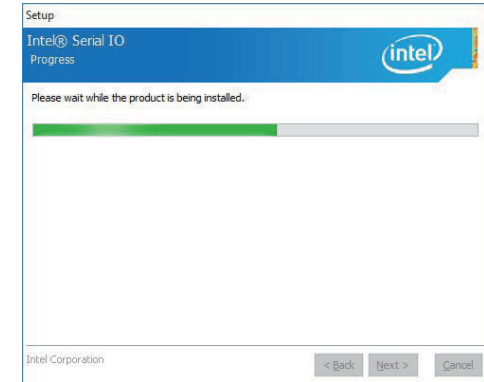 Setup
Intel® Serial IO
Progress
intel
Please wait while the product is being installed.
Intel Corporation
< Back
Next >
Cancel